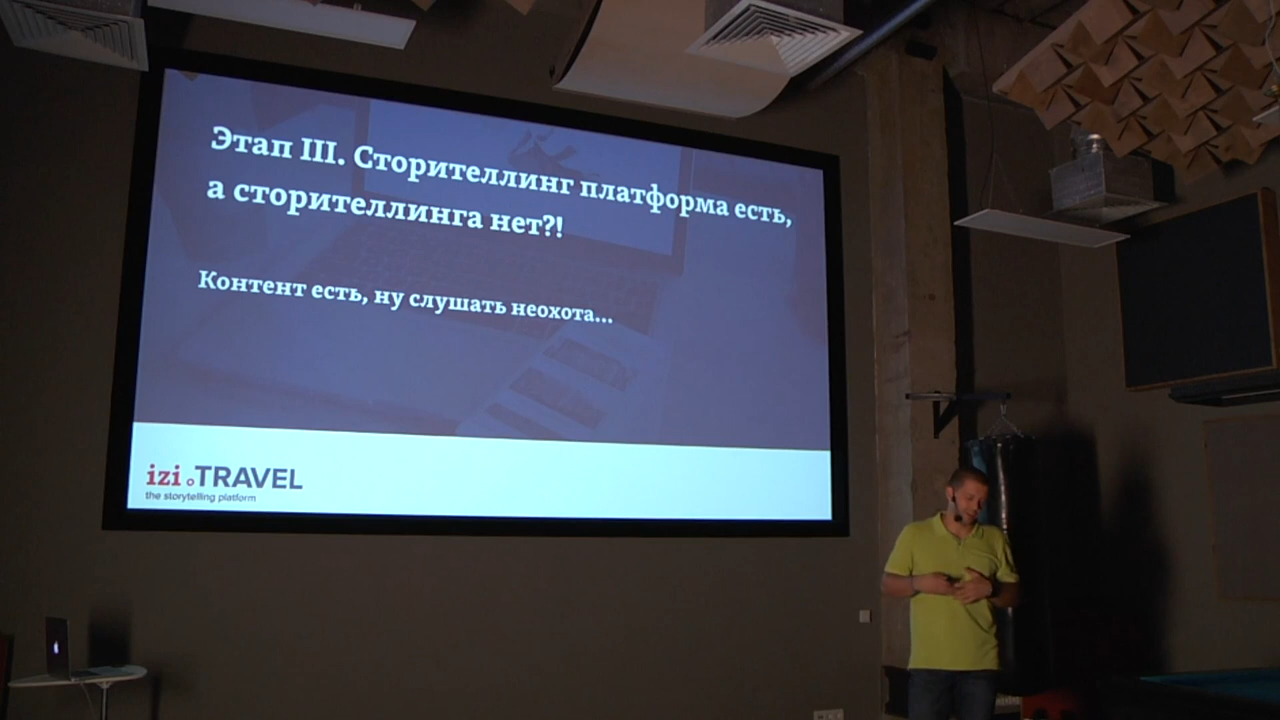 Этап III. Сторителлинг платформа есть,
а сторителлинга нет?!
Контент есть, ну слушать неохота...
izi.TRAVEL
the storytelling platform